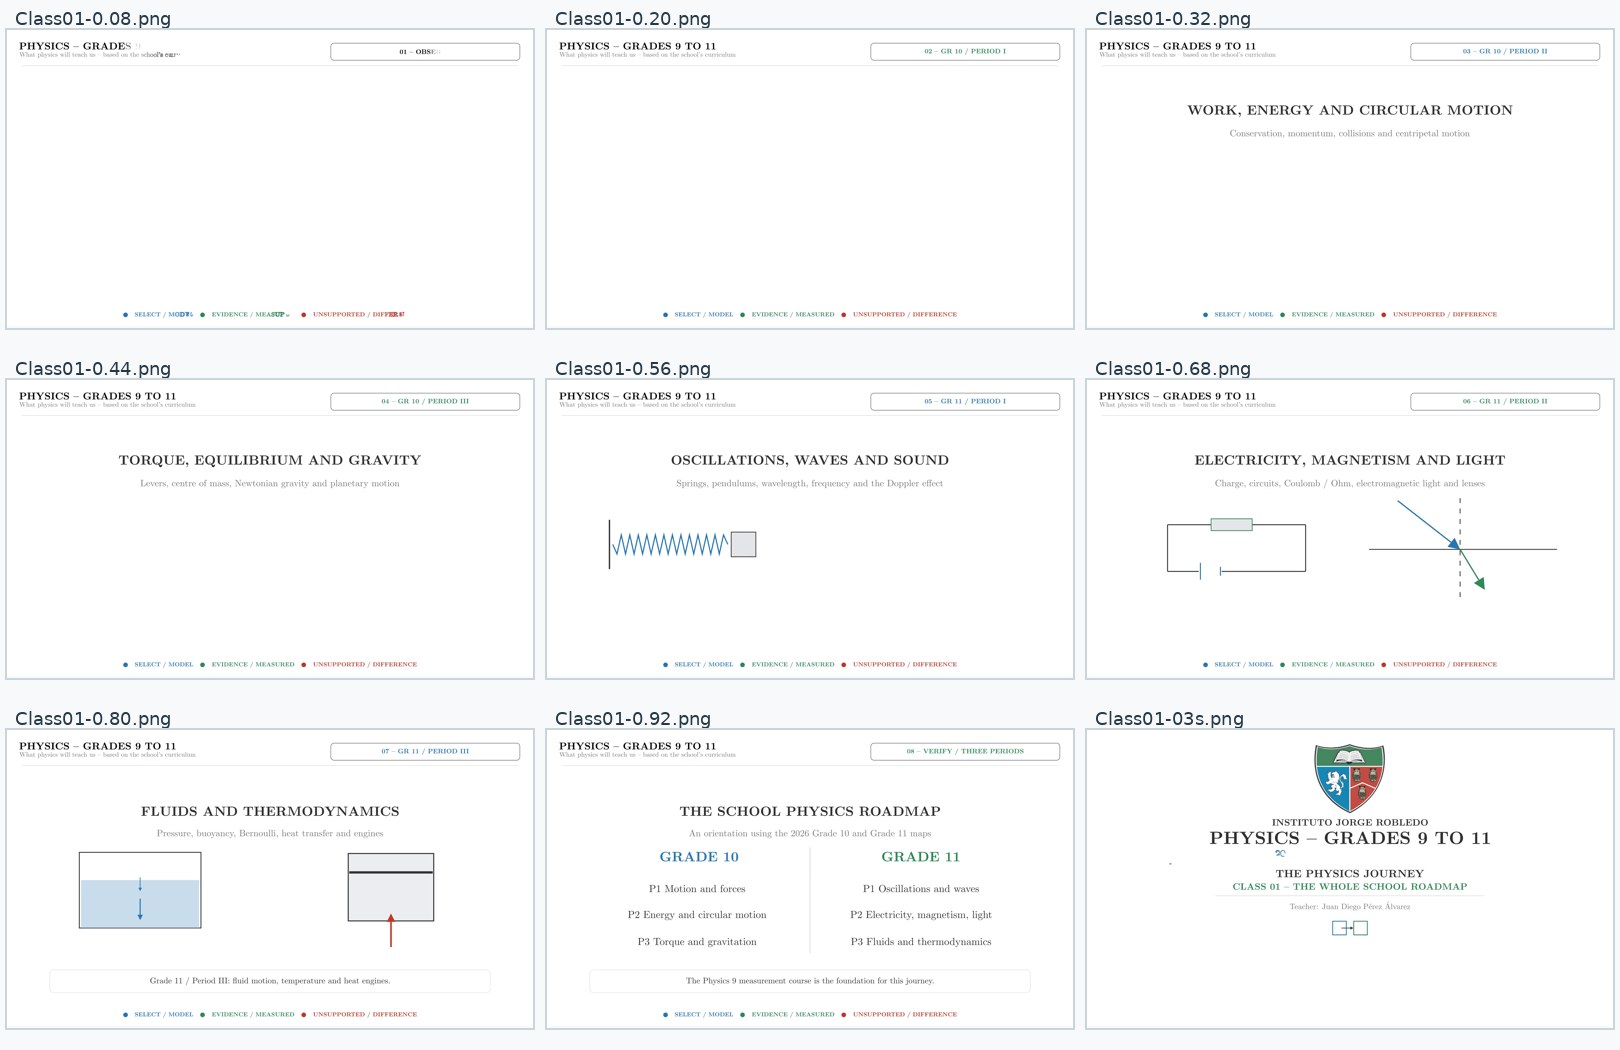 Class01-0.08.png
PHYSICS – GRADES
What physics will teach us – based on the school's
01 – OBS
SELECT / EVIDENCE / UNSUPPORTED /
Class01-0.20.png
PHYSICS – GRADES 9 TO 11
What physics will teach us – based on the school's curriculum
02 – GR 10 / PERIOD I
SELECT / MODEL EVIDENCE / MEASURED UNSUPPORTED / DIFFERENCE
Class01-0.32.png
PHYSICS – GRADES 9 TO 11
What physics will teach us – based on the school's curriculum
03 – GR 10 / PERIOD II
WORK, ENERGY AND CIRCULAR MOTION
Conservation, momentum, collisions and centripetal motion
SELECT / MODEL EVIDENCE / MEASURED UNSUPPORTED / DIFFERENCE
Class01-0.44.png
PHYSICS – GRADES 9 TO 11
What physics will teach us – based on the school's curriculum
04 – GR 10 / PERIOD III
TORQUE, EQUILIBRIUM AND GRAVITY
Levers, centre of mass, Newtonian gravity and planetary motion
SELECT / MODEL EVIDENCE / MEASURED UNSUPPORTED / DIFFERENCE
Class01-0.56.png
PHYSICS – GRADES 9 TO 11
What physics will teach us – based on the school's curriculum
05 – GR 11 / PERIOD I
OSCILLATIONS, WAVES AND SOUND
Springs, pendulums, wavelength, frequency and the Doppler effect
SELECT / MODEL EVIDENCE / MEASURED UNSUPPORTED / DIFFERENCE
Class01-0.68.png
PHYSICS – GRADES 9 TO 11
What physics will teach us – based on the school's curriculum
06 – GR 11 / PERIOD II
ELECTRICITY, MAGNETISM AND LIGHT
Charge, circuits, Coulomb / Ohm, electromagnetic light and lenses
SELECT / MODEL EVIDENCE / MEASURED UNSUPPORTED / DIFFERENCE
Class01-0.80.png
PHYSICS – GRADES 9 TO 11
What physics will teach us – based on the school's curriculum
07 – GR 11 / PERIOD III
FLUIDS AND THERMODYNAMICS
Pressure, buoyancy, Bernoulli, heat transfer and engines
Grade 11 / Period III: fluid motion, temperature and heat engines.
SELECT / MODEL EVIDENCE / MEASURED UNSUPPORTED / DIFFERENCE
Class01-0.92.png
PHYSICS – GRADES 9 TO 11
What physics will teach us – based on the school's curriculum
08 – VERIFY / THREE PERIODS
THE SCHOOL PHYSICS ROADMAP
An orientation using the 2026 Grade 10 and Grade 11 maps
GRADE 10
P1 Motion and forces
P2 Energy and circular motion
P3 Torque and gravitation
GRADE 11
P1 Oscillations and waves
P2 Electricity, magnetism, light
P3 Fluids and thermodynamics
The Physics 9 measurement course is the foundation for this journey.
SELECT / MODEL EVIDENCE / MEASURED UNSUPPORTED / DIFFERENCE
Class01-03s.png
INSTITUTO JORGE ROBLEDO
PHYSICS – GRADES 9 TO 11
THE PHYSICS JOURNEY
CLASS 01 – THE WHOLE SCHOOL ROADMAP
Teacher: Juan Diego Pérez Álvarez